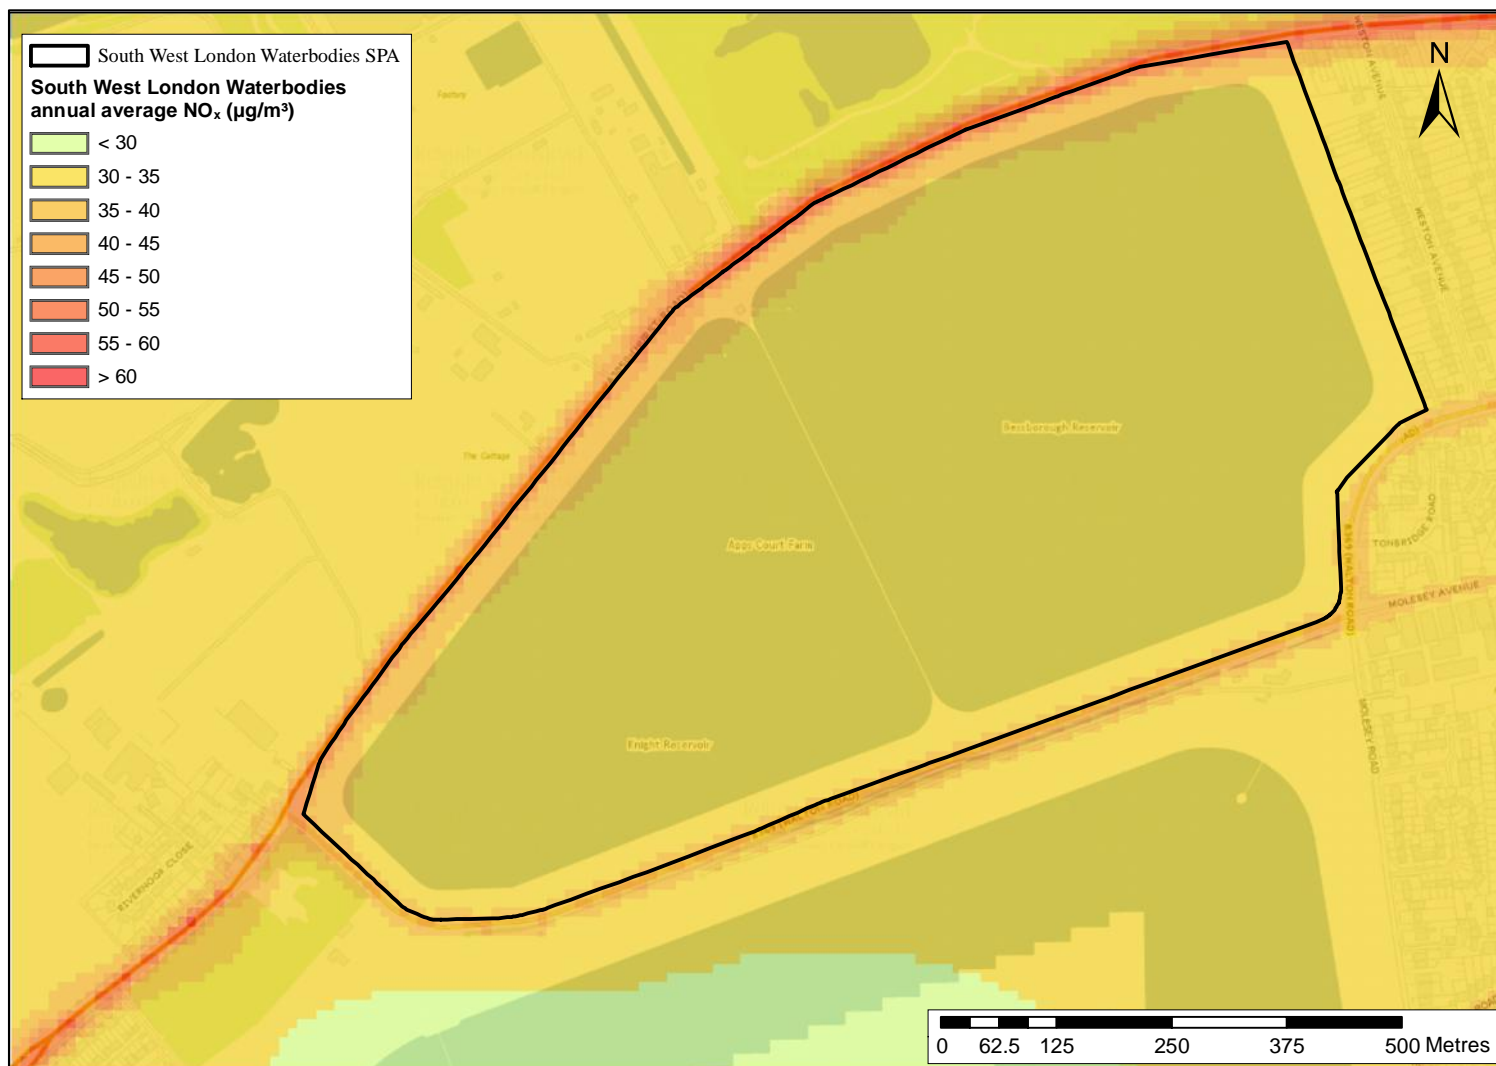 South West London Waterbodies SPA
South West London Waterbodies
annual average NOₓ (µg/m³)
< 30
30 - 35
35 - 40
40 - 45
45 - 50
50 - 55
55 - 60
> 60
N
Factory
WESTON AVENUE
WESTON AVENUE
Bessborough Reservoir
The Cottage
Apps Court Farm
TONBRIDGE ROAD
B369 (WALTON ROAD)
MOLESEY AVENUE
MOLESEY ROAD
Knight Reservoir
RIVERNOOK CLOSE
0 62.5 125 250 375 500 Metres